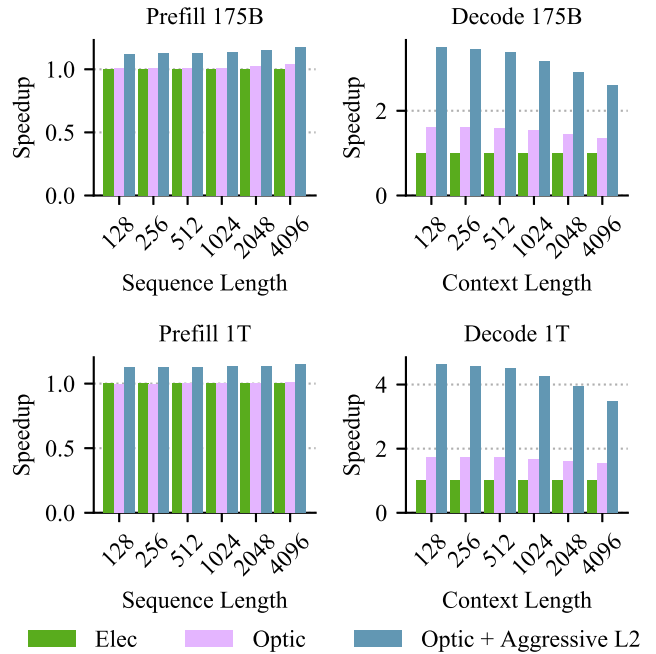 Prefill 175B
Speedup
1.0
0.5
0.0
128
256
512
1024
2048
4096
Sequence Length
Decode 175B
Speedup
2
0
128
256
512
1024
2048
4096
Context Length
Prefill 1T
Speedup
1.0
0.5
0.0
128
256
512
1024
2048
4096
Sequence Length
Decode 1T
Speedup
4
2
0
128
256
512
1024
2048
4096
Context Length
Elec
Optic
Optic + Aggressive L2